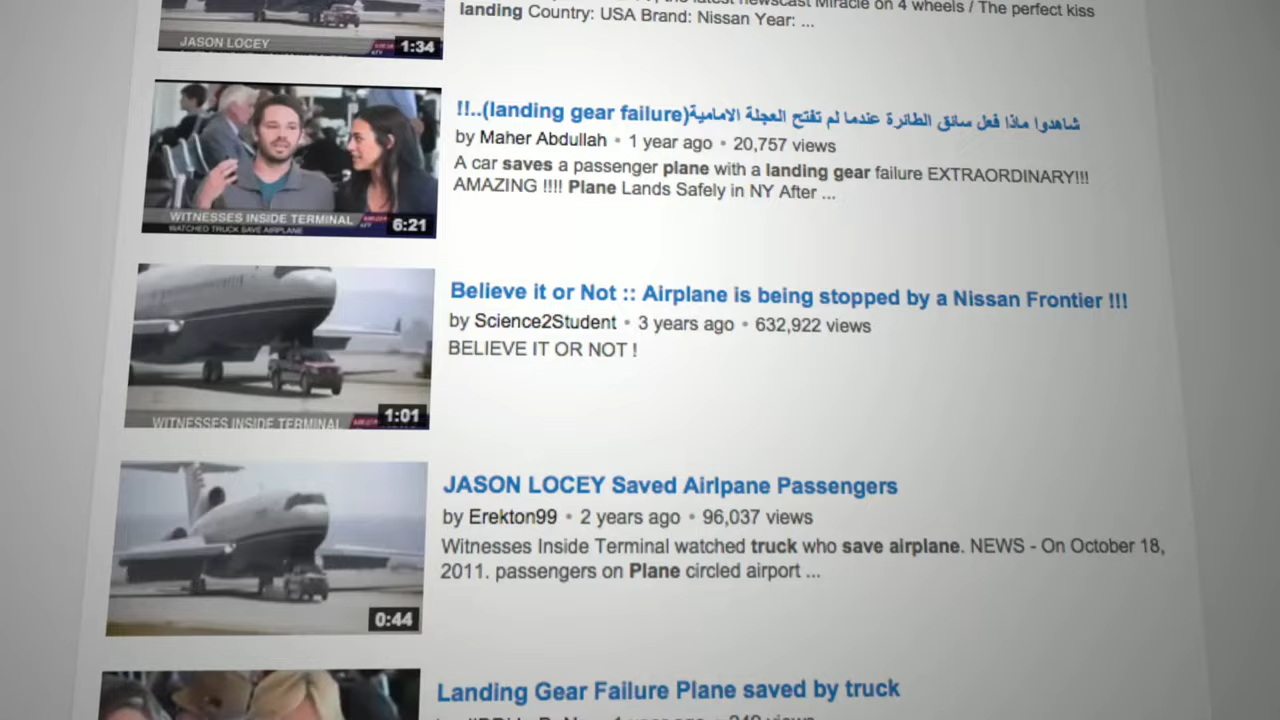 landing Country: USA Brand: Nissan Year: ...
JASON LOCEY
1:34
شاهدوا ماذا فعل سائق الطائرة عندما لم تفتح العجلة الامامية(landing gear failure)..!!
by Maher Abdullah • 1 year ago • 20,757 views
A car saves a passenger plane with a landing gear failure EXTRAORDINARY!!!
AMAZING !!!! Plane Lands Safely in NY After ...
WITNESSES INSIDE TERMINAL
WATCHED TRUCK SAVE AIRPLANE
6:21
Believe it or Not :: Airplane is being stopped by a Nissan Frontier !!!
by Science2Student • 3 years ago • 632,922 views
BELIEVE IT OR NOT !
WITNESSES INSIDE TERMINAL
1:01
JASON LOCEY Saved Airlpane Passengers
by Erekton99 • 2 years ago • 96,037 views
Witnesses Inside Terminal watched truck who save airplane. NEWS - On October 18,
2011. passengers on Plane circled airport ...
0:44
Landing Gear Failure Plane saved by truck